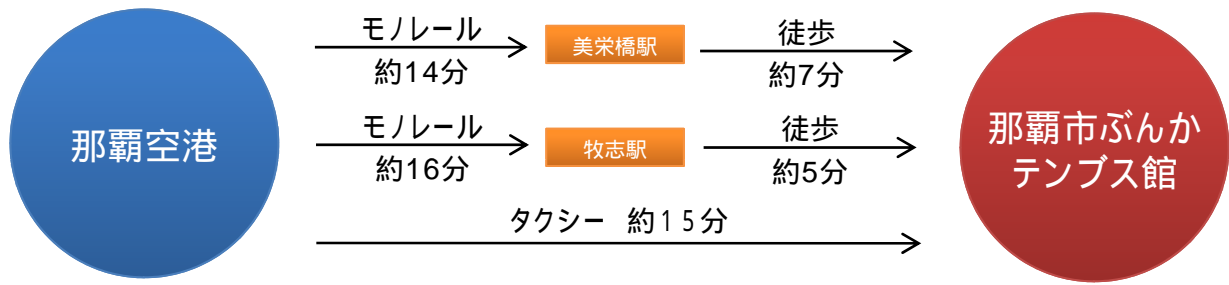 那覇空港
モノレール
約14分
美栄橋駅
徒歩
約7分
モノレール
約16分
牧志駅
徒歩
約5分
タクシー 約15分
那覇市ぶんか
テンブス館